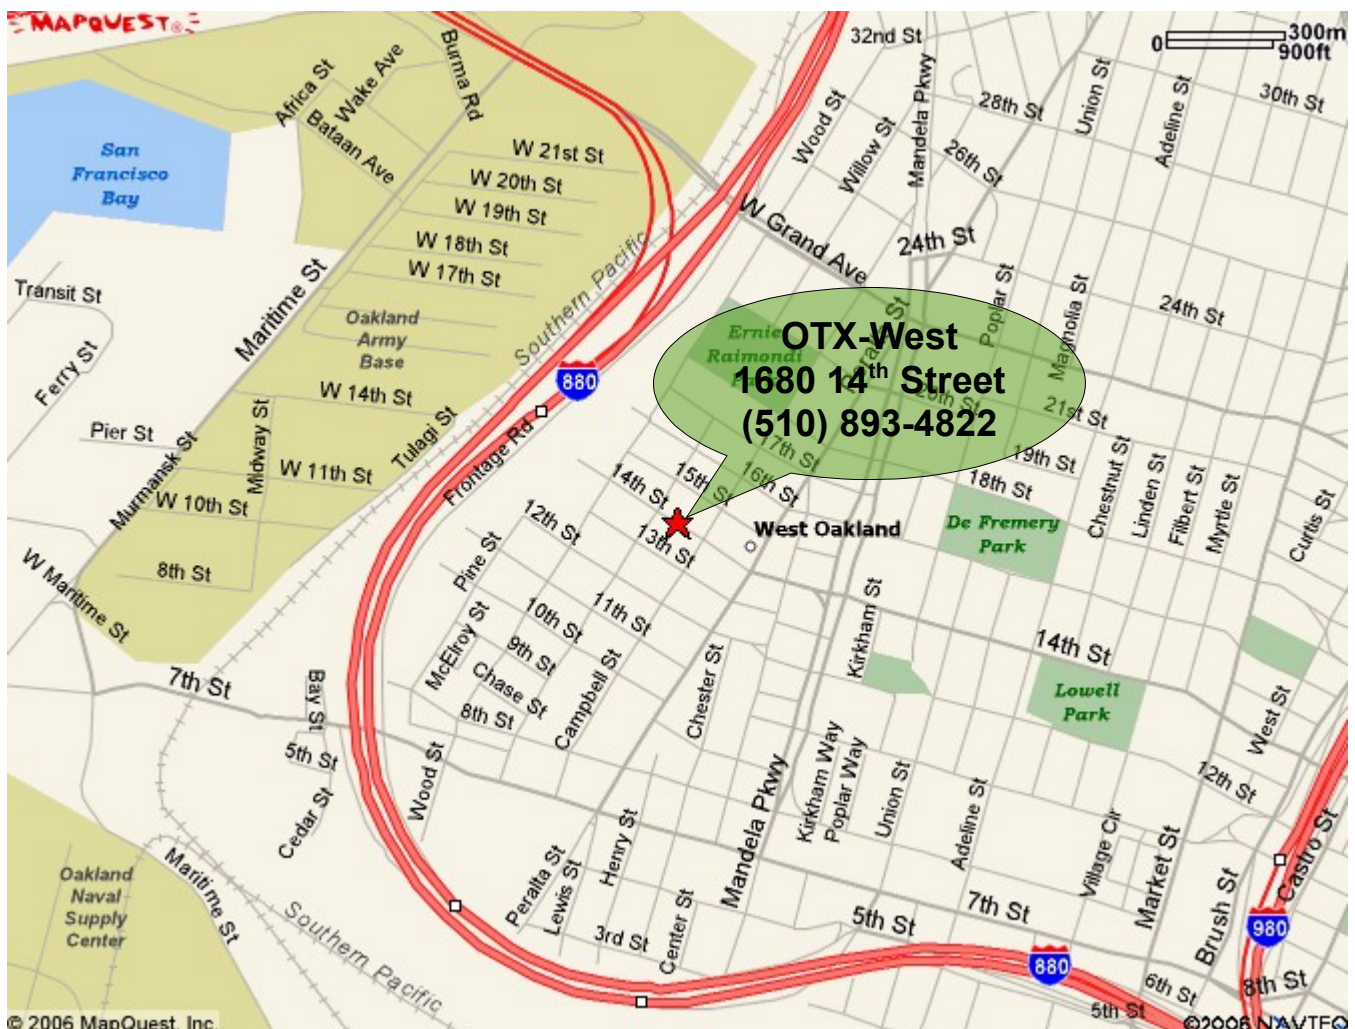 MAPQUEST
32nd St
0 300m
900ft
Burma Rd
Wake Ave
Africa St
Bataan Ave
Wood St
Willow St
Mandela Pkwy
28th St
26th St
Union St
Adeline St
30th St
San
Francisco
Bay
W 21st St
W 20th St
W 19th St
W 18th St
W 17th St
Southern Pacific
W Grand Ave
24th St
Poplar St
Magnolia St
24th St
Transit St
Ferry St
Maritime St
Oakland
Army
Base
880
Ernie
Raimondi
OTX-West
1680 14th Street
(510) 893-4822
20th St
21st St
19th St
18th St
17th St
16th St
15th St
14th St
13th St
W 14th St
Pier St
Midway St
Tulagi St
Frontage Rd
Murmansk St
W 11th St
W 10th St
8th St
W Maritime St
12th St
Pine St
West Oakland
De Fremery
Park
Chestnut St
Linden St
Filbert St
Myrtle St
Curtis St
McElroy St
10th St
11th St
9th St
Chase St
8th St
Campbell St
Chester St
Kirkham St
14th St
Lowell
Park
West St
7th St
Bay St
5th St
Cedar St
Wood St
Mandela Pkwy
Kirkham Way
Poplar Way
Union St
Adeline St
12th St
Village Cir
Market St
Brush St
Castro St
Oakland
Naval
Supply
Center
Maritime St
Southern Pacific
Peralta St
Lewis St
Henry St
3rd St
Center St
5th St
7th St
980
880
6th St
8th St
5th St
© 2006 MapQuest, Inc.
©2006 NAVTEQ